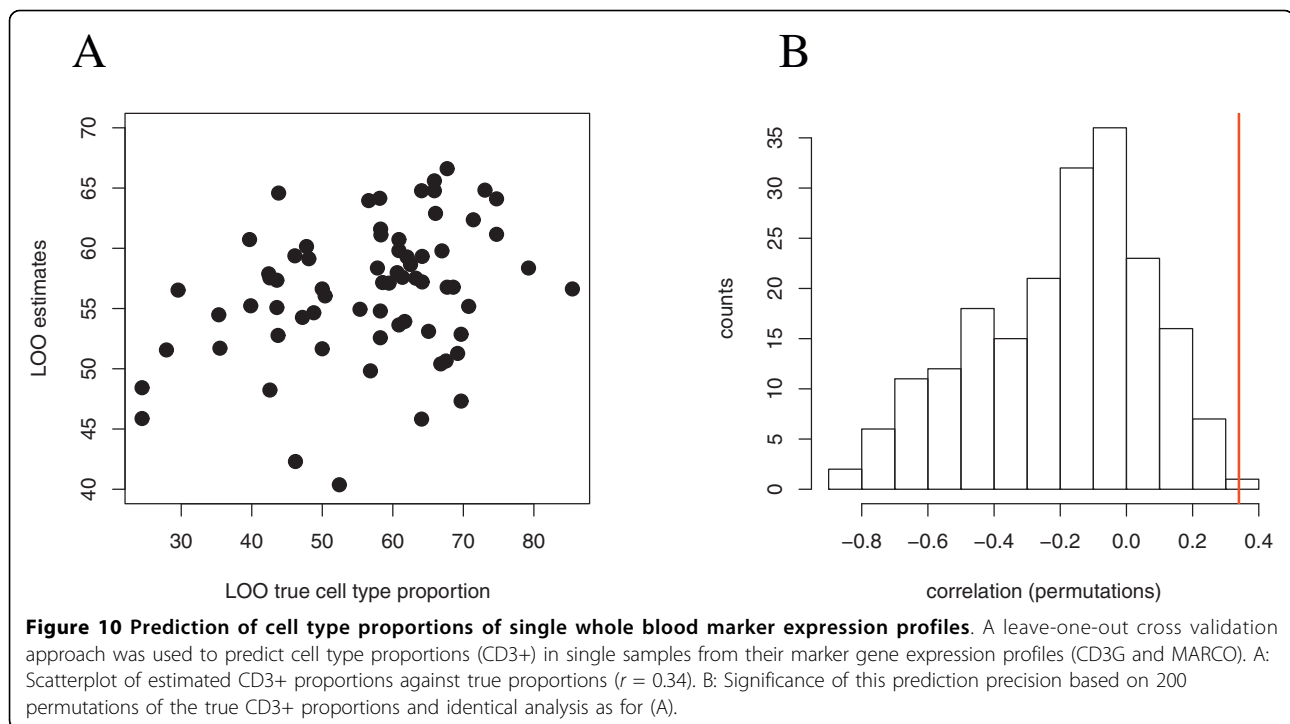 A
B
70
65
60
55
50
45
40
LOO estimates
30 40 50 60 70 80
LOO true cell type proportion
35
30
25
20
15
10
5
0
counts
−0.8 −0.6 −0.4 −0.2 0.0 0.2 0.4
correlation (permutations)
Figure 10 Prediction of cell type proportions of single whole blood marker expression profiles. A leave-one-out cross validation
approach was used to predict cell type proportions (CD3+) in single samples from their marker gene expression profiles (CD3G and MARCO). A:
Scatterplot of estimated CD3+ proportions against true proportions (r = 0.34). B: Significance of this prediction precision based on 200
permutations of the true CD3+ proportions and identical analysis as for (A).